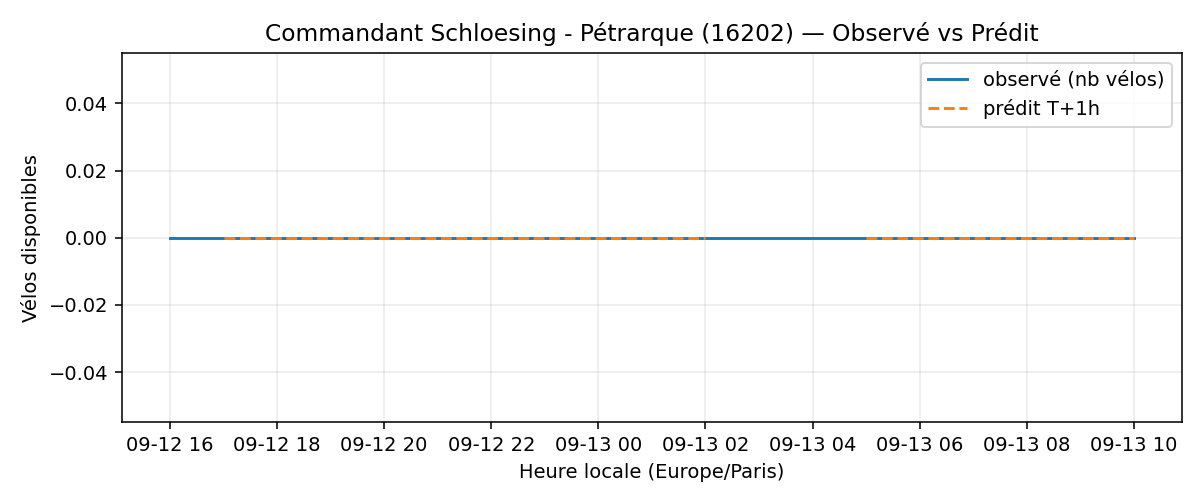 Commandant Schloesing - Pétrarque (16202) — Observé vs Prédit
observé (nb vélos)
prédit T+1h
Vélos disponibles
0.04
0.02
0.00
−0.02
−0.04
09-12 16 09-12 18 09-12 20 09-12 22 09-13 00 09-13 02 09-13 04 09-13 06 09-13 08 09-13 10
Heure locale (Europe/Paris)